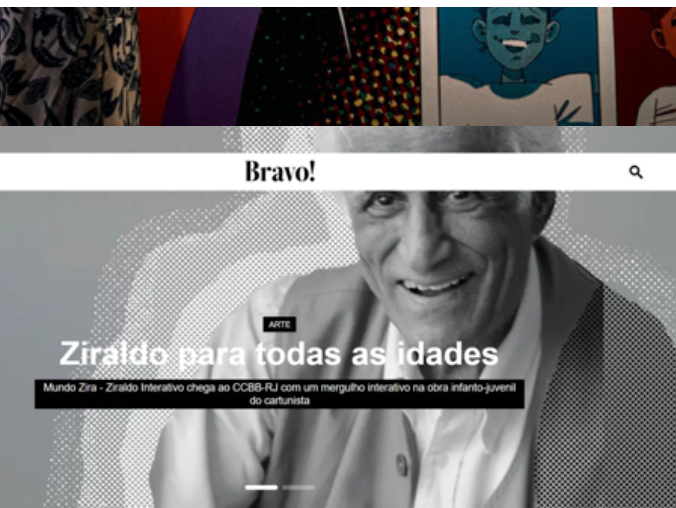 Bravo!
ARTE
Ziraldo para todas as idades
Mundo Zira - Ziraldo Interativo chega ao CCBB-RJ com um mergulho interativo na obra infanto-juvenil
do cartunista